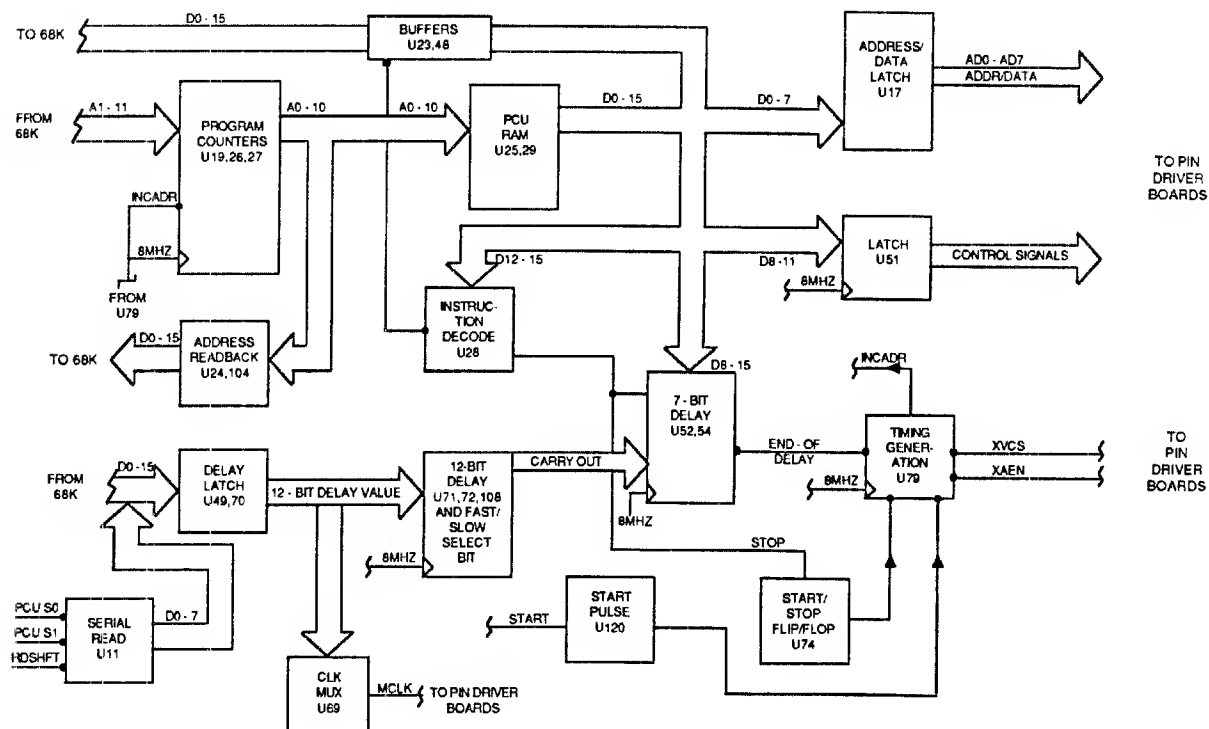 D0 - 15
TO 68K
BUFFERS
U23,48
ADDRESS/
DATA
LATCH
U17
AD0 - AD7
ADDR/DATA
A1 - 11
FROM
68K
PROGRAM
COUNTERS
U19,26,27
A0 - 10
A0 - 10
PCU
RAM
U25,29
D0 - 15
D0 - 7
TO PIN
DRIVER
BOARDS
INCADR
8MHZ
FROM
U79
D12 - 15
D8 - 11
LATCH
U51
CONTROL SIGNALS
8MHZ
INSTRUC-
TION
DECODE
U28
TO 68K
D0 - 15
ADDRESS
READBACK
U24,104
D8 - 15
7 - BIT
DELAY
U52,54
INCADR
END - OF
DELAY
TIMING
GENER-
ATION
U79
8MHZ
XVCS
XAEN
TO
PIN
DRIVER
BOARDS
FROM
68K
D0-15
DELAY
LATCH
U49,70
12 - BIT DELAY VALUE
12-BIT
DELAY
U71,72,108
AND FAST/
SLOW
SELECT
BIT
CARRY OUT
8MHZ
8MHZ
STOP
START
START
PULSE
U120
START/
STOP
FLIP/FLOP
U74
PCU S0
PCU S1
RDSHFT
SERIAL
READ
U11
D0 - 7
CLK
MUX
U69
MCLK
TO PIN DRIVER
BOARDS